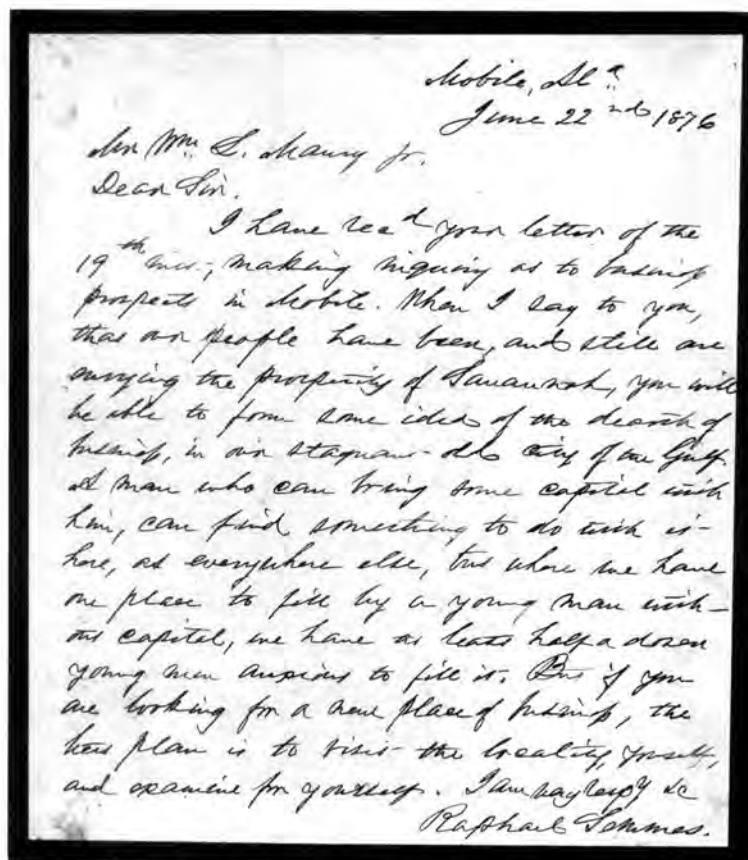 Mobile, Al^a.
June 22^nd 1876
Mr Wm. L. Maury Jr.
Dear Sir.
I have rec^d your letter of the
19^th inst., making inquiry as to business
prospects in Mobile. When I say to you,
that our people have been, and still are
envying the prosperity of Savannah, you will
be able to form some idea of the dearth of
business, in our stagnant old City of the Gulf.
A man who can bring some capital with
him, can find something to do with it
here, as everywhere else, but where we have
one place to fill by a young man with-
out capital, we have at least half a dozen
young men anxious to fill it. But if you
are looking for a new place of business, the
best plan is to visit the locality, yourself,
and examine for yourself. I am very resp^y &c
Raphael Semmes.